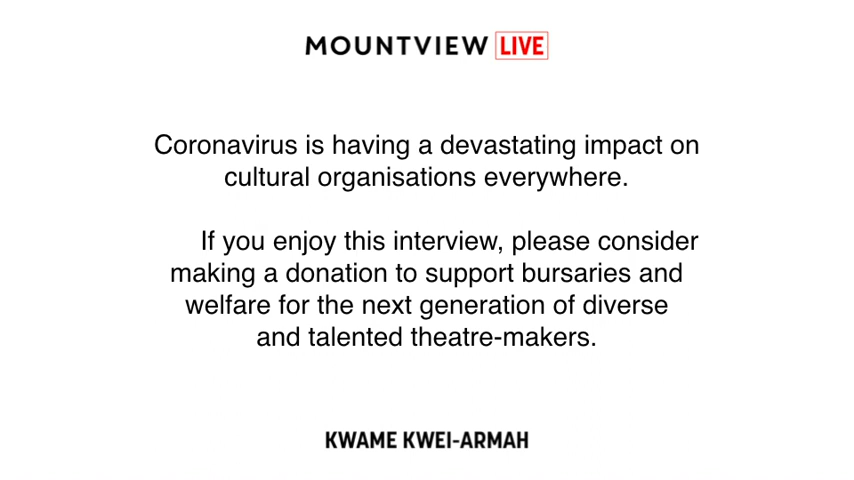 MOUNTVIEW LIVE
Coronavirus is having a devastating impact on
cultural organisations everywhere.
If you enjoy this interview, please consider
making a donation to support bursaries and
welfare for the next generation of diverse
and talented theatre-makers.
KWAME KWEI-ARMAH